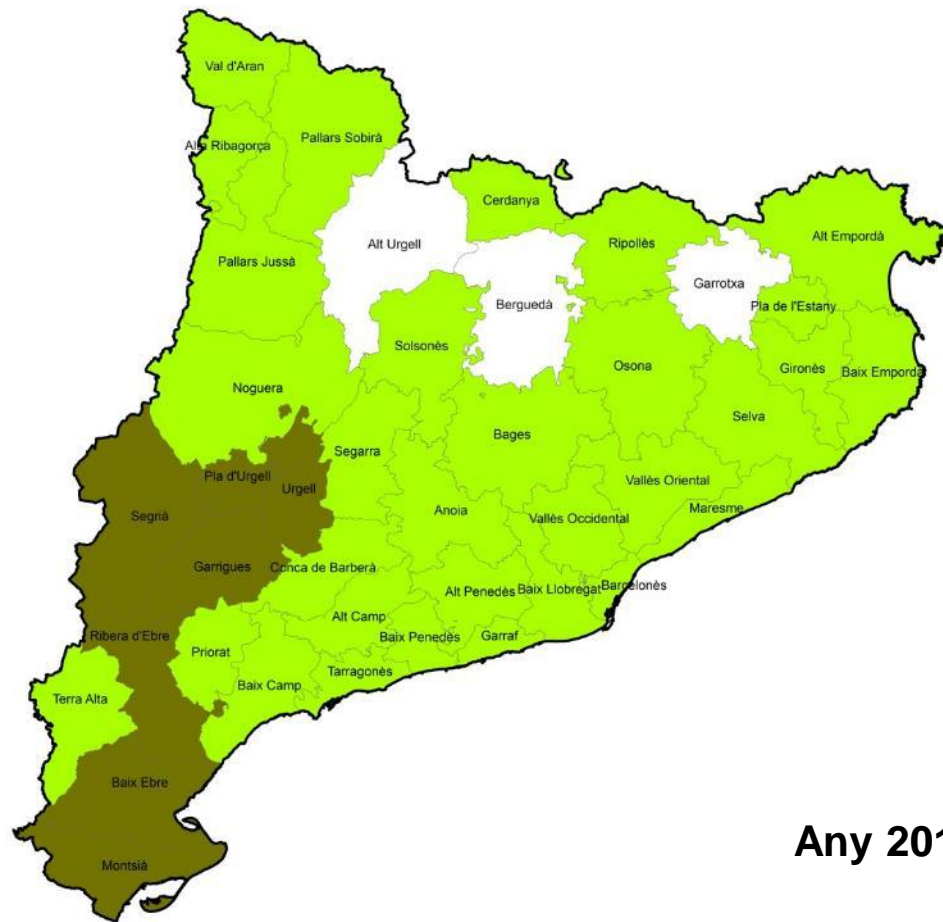 Val d'Aran
Pallars Sobirà
Alta Ribagorça
Cerdanya
Alt Urgell
Ripollès
Alt Empordà
Pallars Jussà
Garrotxa
Berguedà
Pla de l'Estany
Solsonès
Osona
Gironès
Baix Empordà
Noguera
Selva
Bages
Segarra
Pla d'Urgell
Urgell
Vallès Oriental
Segrià
Anoia
Vallès Occidental
Maresme
Garrigues
Conca de Barberà
Alt Penedès
Baix Llobregat
Barcelonès
Alt Camp
Ribera d'Ebre
Baix Penedès
Garraf
Priorat
Tarragonès
Baix Camp
Terra Alta
Baix Ebre
Any
Montsià